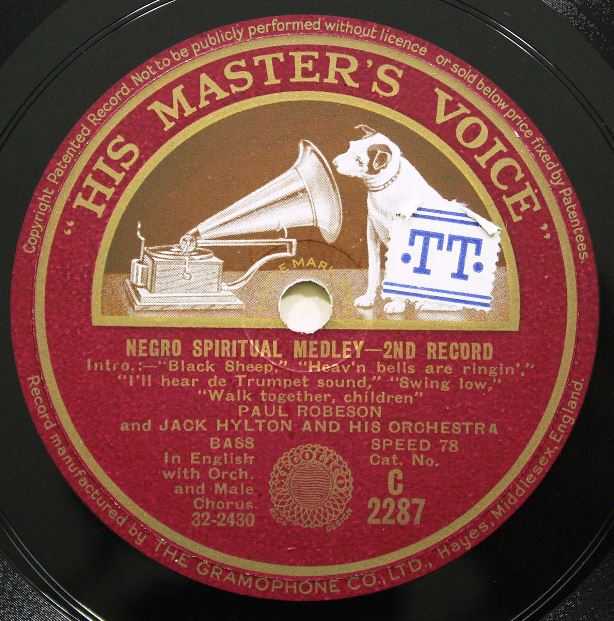 Copyright Patented Record. Not to be publicly performed without licence or sold below price fixed by Patentees.
"HIS MASTER'S VOICE"
·TT·
NEGRO SPIRITUAL MEDLEY—2ND RECORD
Intro.:—"Black Sheep," "Heav'n bells are ringin',"
"I'll hear de Trumpet sound," "Swing low,"
"Walk together, children"
PAUL ROBESON
and JACK HYLTON AND HIS ORCHESTRA
BASS
In English
with Orch.
and Male
Chorus
32-2430
SPEED 78
Cat. No.
C
2287
DESIGN
Record manufactured by THE GRAMOPHONE CO., LTD., Hayes, Middlesex, England.